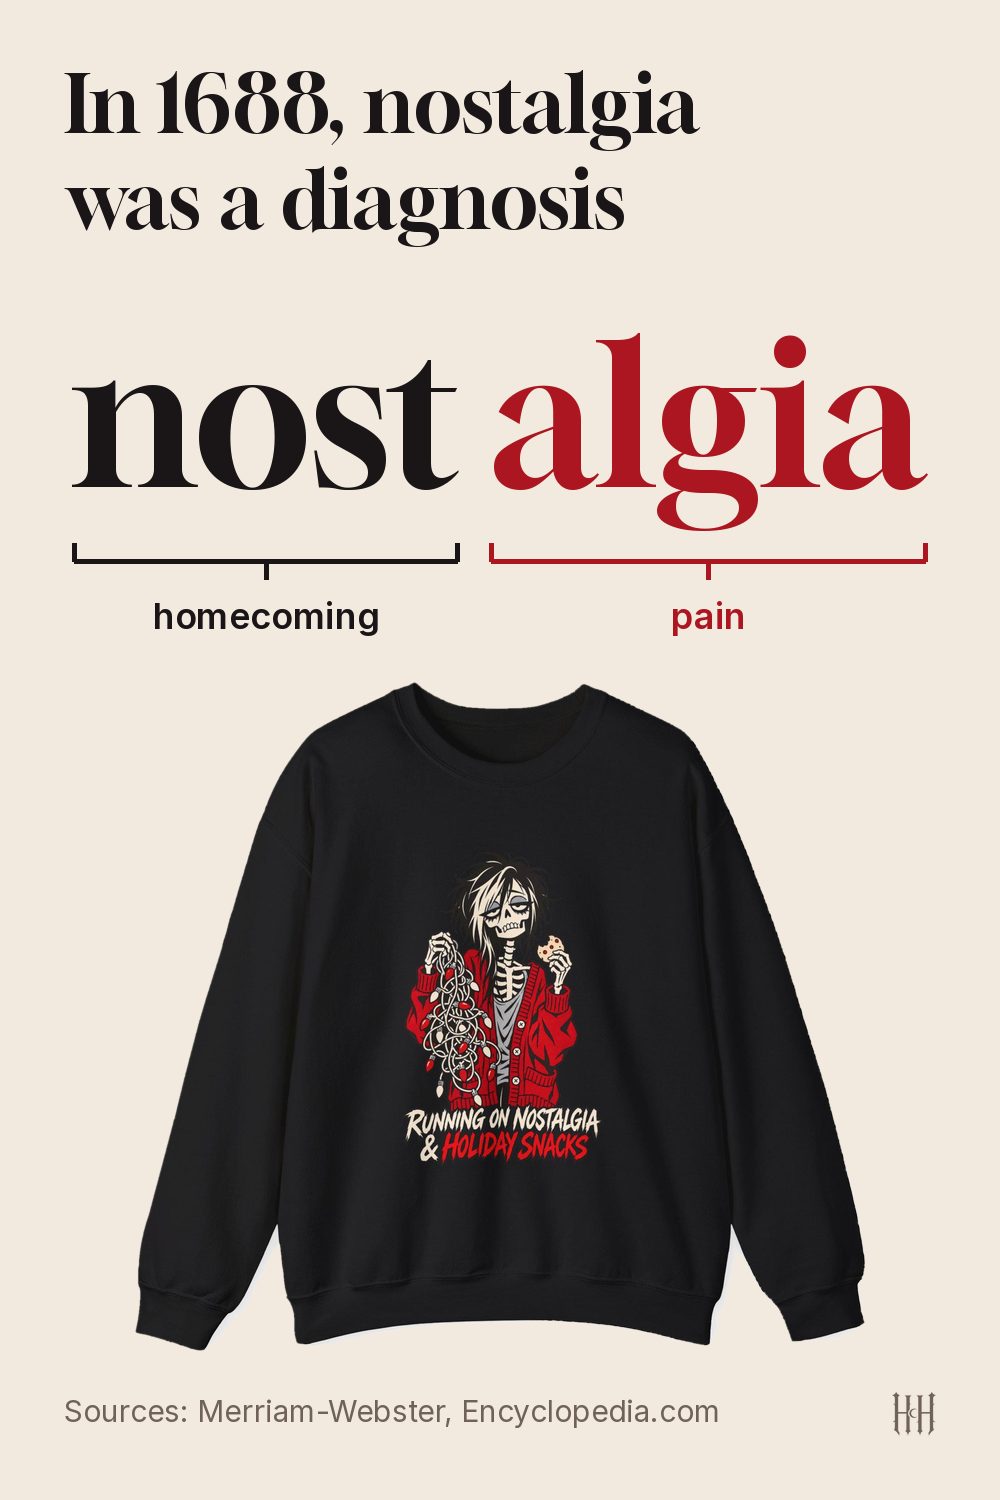 In 1688, nostalgia
was a diagnosis
nost algia
homecoming pain
RUNNING ON NOSTALGIA
& HOLIDAY SNACKS
Sources: Merriam-Webster, Encyclopedia.com
HCH